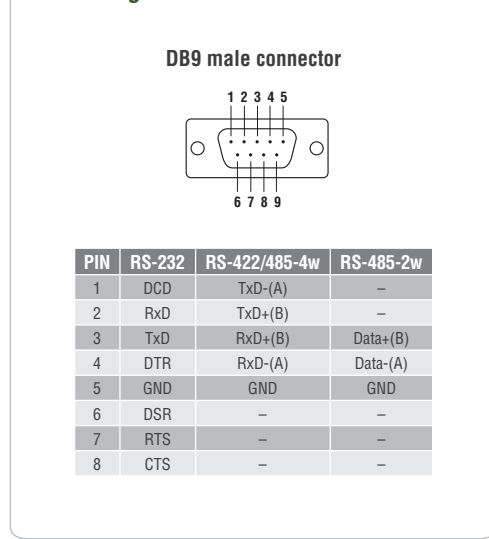 DB9 male connector
1 2 3 4 5
6 7 8 9
PIN RS-232 RS-422/485-4w RS-485-2w
1 DCD TxD-(A) –
2 RxD TxD+(B) –
3 TxD RxD+(B) Data+(B)
4 DTR RxD-(A) Data-(A)
5 GND GND GND
6 DSR – –
7 RTS – –
8 CTS – –